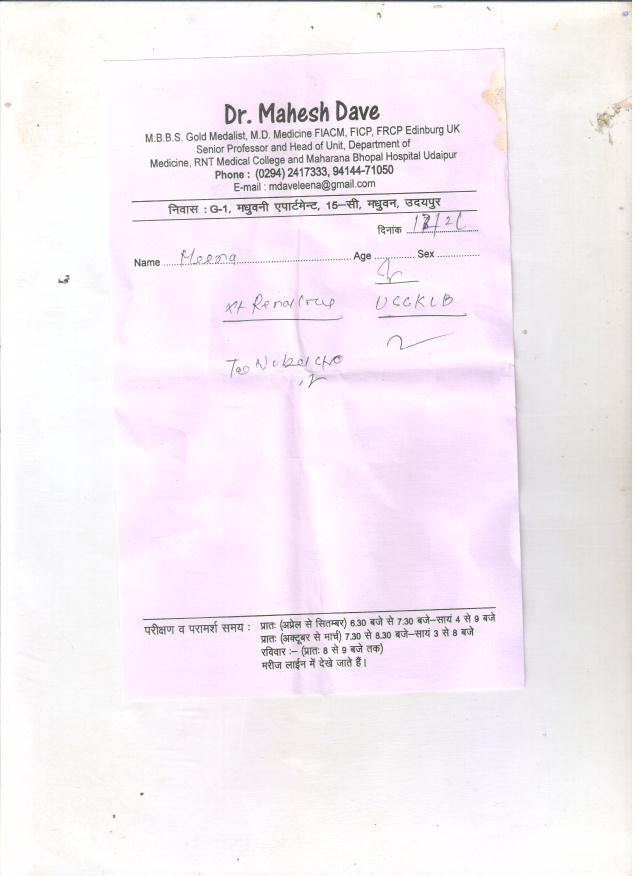 Dr. Mahesh Dave
M.B.B.S. Gold Medalist, M.D. Medicine FIACM, FICP, FRCP Edinburg UK
Senior Professor and Head of Unit, Department of
Medicine, RNT Medical College and Maharana Bhopal Hospital Udaipur
Phone : (0294) 2417333, 94144-71050
E-mail : mdaveleena@gmail.com
निवास : G-1, मधुवनी एपार्टमेन्ट, 15-सी, मधुवन, उदयपुर
दिनांक
Name Meena Age Sex
परीक्षण व परामर्श समय : प्रातः (अप्रेल से सितम्बर) 6.30 बजे से 7.30 बजे-सायं 4 से 9 बजे
प्रातः (अक्टूबर से मार्च) 7.30 से 8.30 बजे-सायं 3 से 8 बजे
रविवार :- (प्रातः 8 से 9 बजे तक)
मरीज लाईन में देखे जाते हैं।